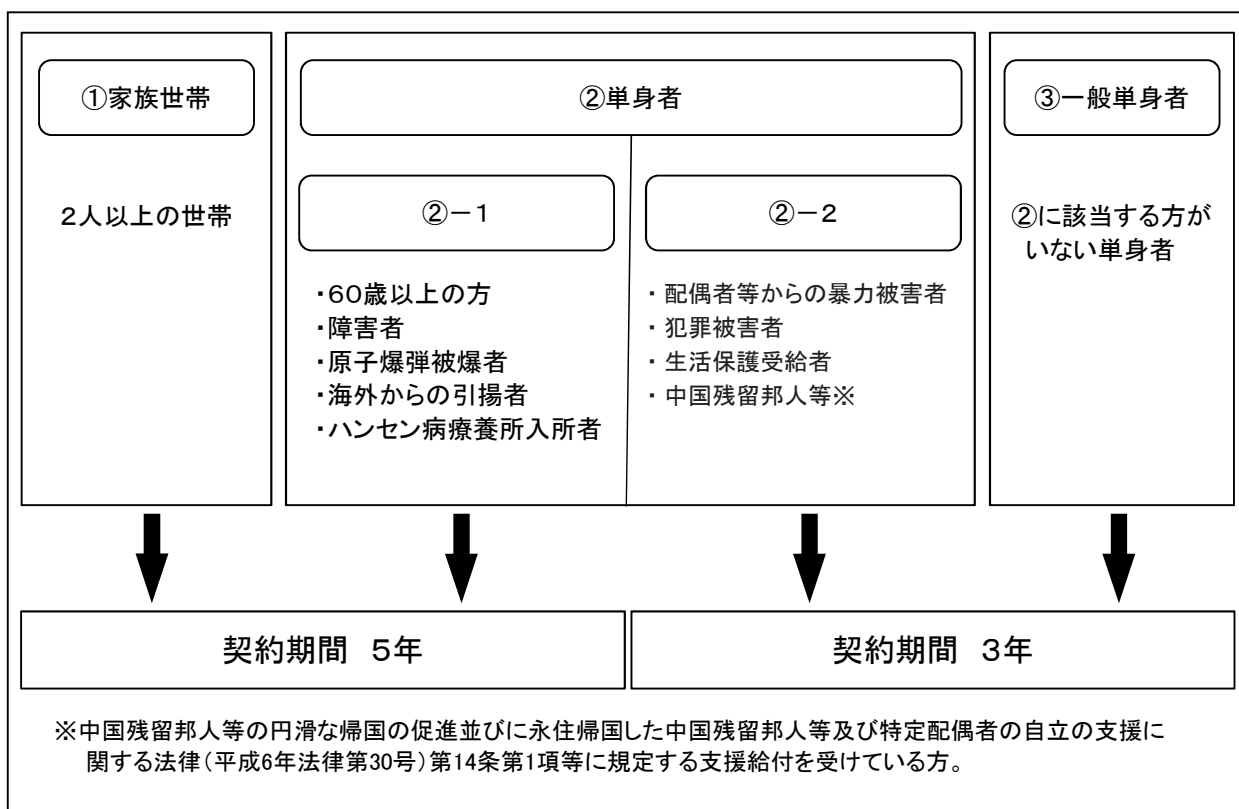 ①家族世帯
2人以上の世帯
②単身者
②－1
・60歳以上の方
・障害者
・原子爆弾被爆者
・海外からの引揚者
・ハンセン病療養所入所者
②－2
・配偶者等からの暴力被害者
・犯罪被害者
・生活保護受給者
・中国残留邦人等※
③一般単身者
②に該当する方が
いない単身者
契約期間 5年
契約期間 3年
※中国残留邦人等の円滑な帰国の促進並びに永住帰国した中国残留邦人等及び特定配偶者の自立の支援に
関する法律(平成6年法律第30号)第14条第1項等に規定する支援給付を受けている方。